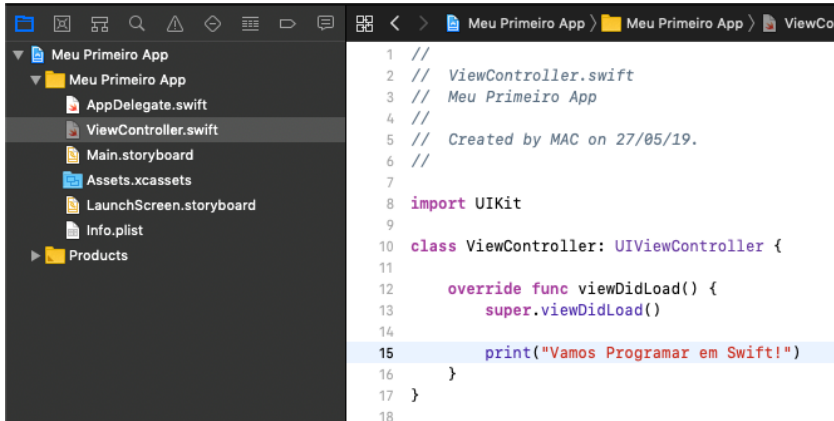 Meu Primeiro App
Meu Primeiro App
AppDelegate.swift
ViewController.swift
Main.storyboard
Assets.xcassets
LaunchScreen.storyboard
Info.plist
Products
Meu Primeiro App 〉 Meu Primeiro App 〉 ViewCo
1 //
2 //  ViewController.swift
3 //  Meu Primeiro App
4 //
5 //  Created by MAC on 27/05/19.
6 //
7
8 import UIKit
9
10 class ViewController: UIViewController {
11
12     override func viewDidLoad() {
13         super.viewDidLoad()
14
15         print("Vamos Programar em Swift!")
16     }
17 }
18